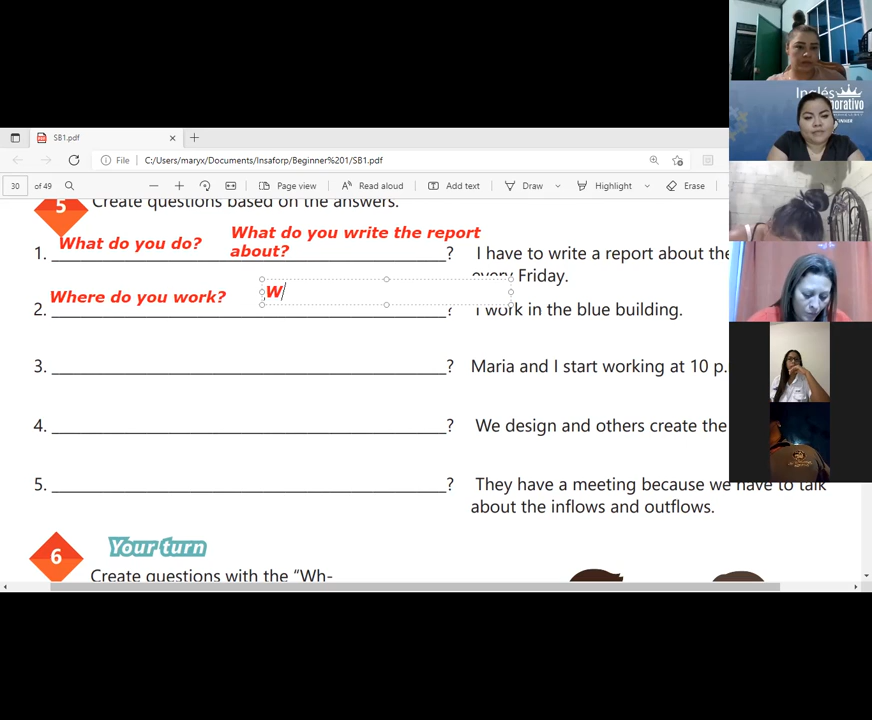 SB1.pdf
File C:/Users/maryx/Documents/Insaforp/Beginner%201/SB1.pdf
30 of 49 Page view Read aloud Add text Draw Highlight Erase
5 Create questions based on the answers.
What do you do? What do you write the report
about?
1. ? I have to write a report about the
every Friday.
Where do you work? W
2. ? I work in the blue building.
3. ? Maria and I start working at 10 p.
4. ? We design and others create the
5. ? They have a meeting because we have to talk
about the inflows and outflows.
6 Your turn
Create questions with the “Wh-
Inglés